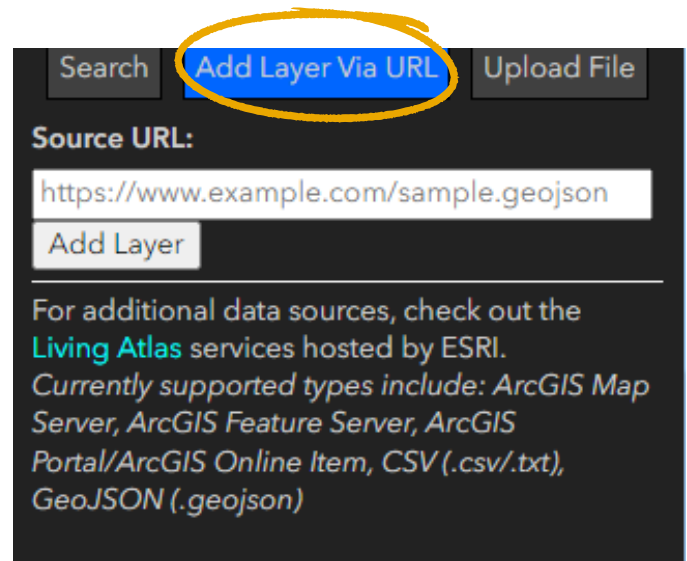 Search Add Layer Via URL Upload File
Source URL:
https://www.example.com/sample.geojson
Add Layer
For additional data sources, check out the
Living Atlas services hosted by ESRI.
Currently supported types include: ArcGIS Map
Server, ArcGIS Feature Server, ArcGIS
Portal/ArcGIS Online Item, CSV (.csv/.txt),
GeoJSON (.geojson)